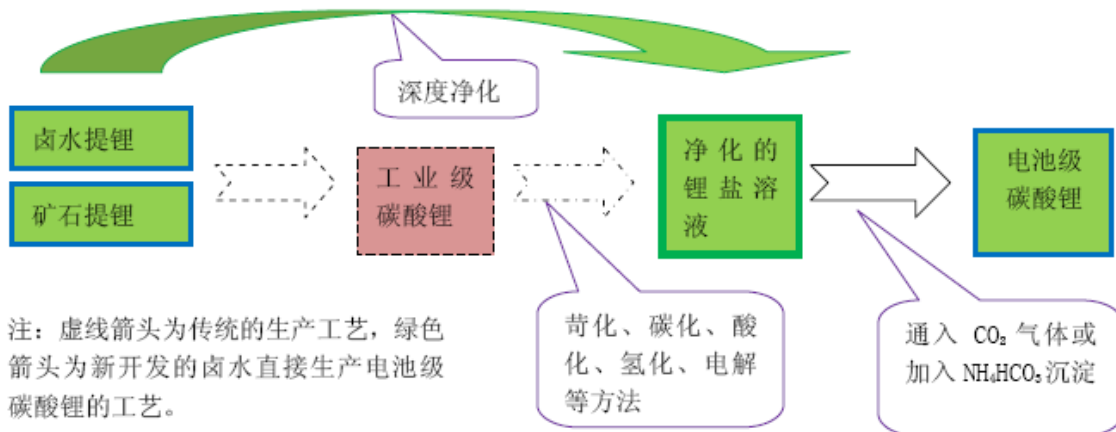 深度净化
卤水提锂
矿石提锂
工业级
碳酸锂
净化的
锂盐溶
液
电池级
碳酸锂
苛化、碳化、酸
化、氢化、电解
等方法
通入 CO₂ 气体或
加入 NH₄HCO₃ 沉淀
注：虚线箭头为传统的生产工艺，绿色
箭头为新开发的卤水直接生产电池级
碳酸锂的工艺。